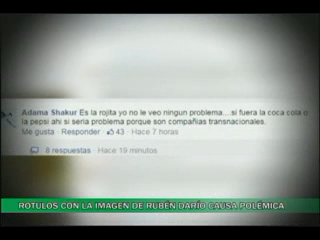 Adama Shakur Es la rojita yo no le veo ningun problema....si fuera la coca cola o
la pepsi ahi si seria problema porque son compañias transnacionales.
Me gusta · Responder · 43 · Hace 7 horas
8 respuestas · Hace 19 minutos
ROTULOS CON LA IMAGEN DE RUBÉN DARÍO CAUSA POLÉMICA